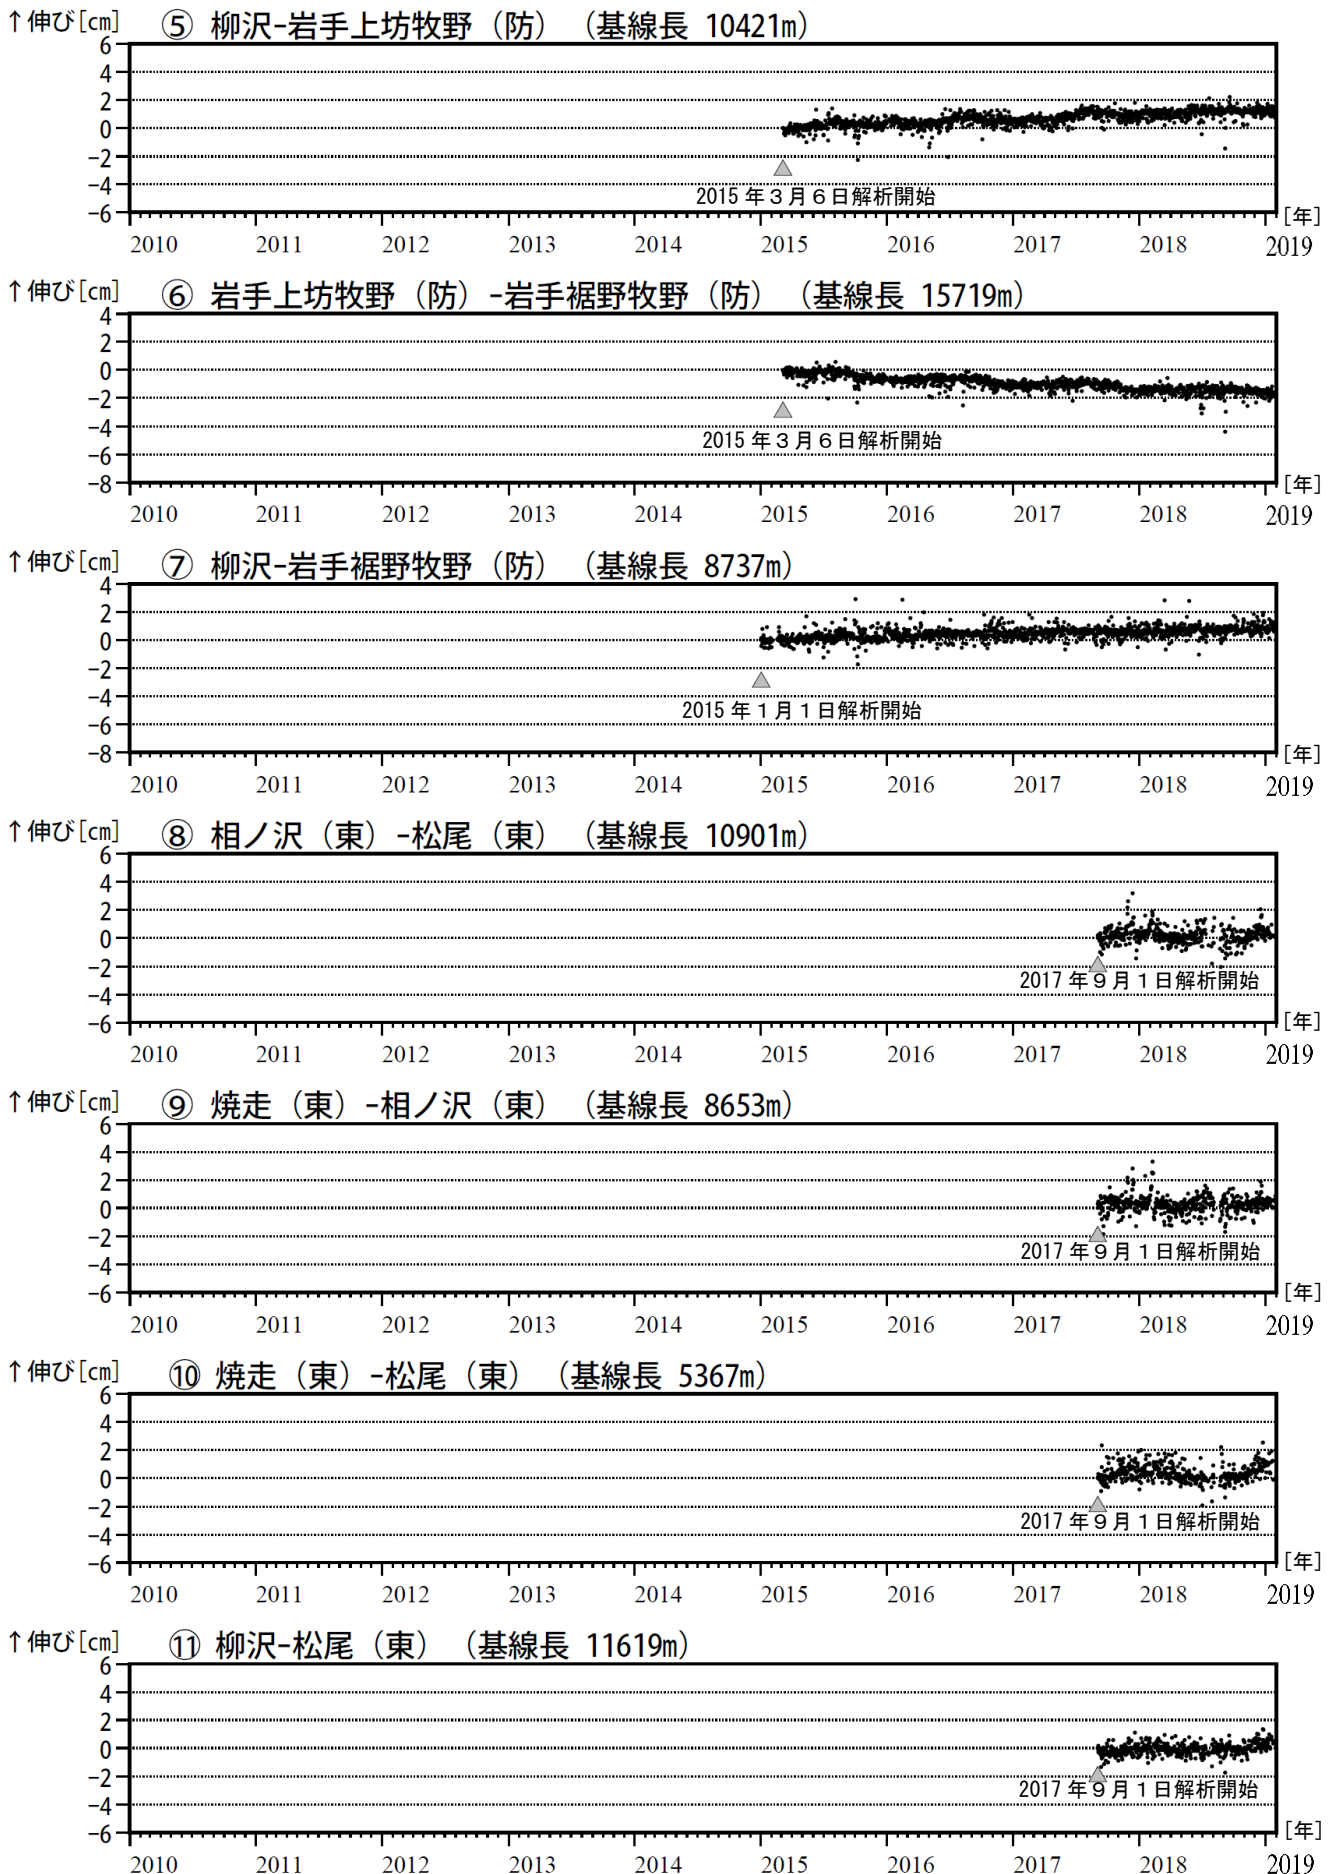 ↑伸び[cm] ⑤ 柳沢-岩手上坊牧野（防）（基線長 10421m）
6
4
2
0
-2
-4
-6
2015年3月6日解析開始
[年]
2010 2011 2012 2013 2014 2015 2016 2017 2018 2019
↑伸び[cm] ⑥ 岩手上坊牧野（防）-岩手裾野牧野（防）（基線長 15719m）
4
2
0
-2
-4
-6
-8
2015年3月6日解析開始
[年]
2010 2011 2012 2013 2014 2015 2016 2017 2018 2019
↑伸び[cm] ⑦ 柳沢-岩手裾野牧野（防）（基線長 8737m）
4
2
0
-2
-4
-6
-8
2015年1月1日解析開始
[年]
2010 2011 2012 2013 2014 2015 2016 2017 2018 2019
↑伸び[cm] ⑧ 相ノ沢（東）-松尾（東）（基線長 10901m）
6
4
2
0
-2
-4
-6
2017年9月1日解析開始
[年]
2010 2011 2012 2013 2014 2015 2016 2017 2018 2019
↑伸び[cm] ⑨ 焼走（東）-相ノ沢（東）（基線長 8653m）
6
4
2
0
-2
-4
-6
2017年9月1日解析開始
[年]
2010 2011 2012 2013 2014 2015 2016 2017 2018 2019
↑伸び[cm] ⑩ 焼走（東）-松尾（東）（基線長 5367m）
6
4
2
0
-2
-4
-6
2017年9月1日解析開始
[年]
2010 2011 2012 2013 2014 2015 2016 2017 2018 2019
↑伸び[cm] ⑪ 柳沢-松尾（東）（基線長 11619m）
6
4
2
0
-2
-4
-6
2017年9月1日解析開始
[年]
2010 2011 2012 2013 2014 2015 2016 2017 2018 2019